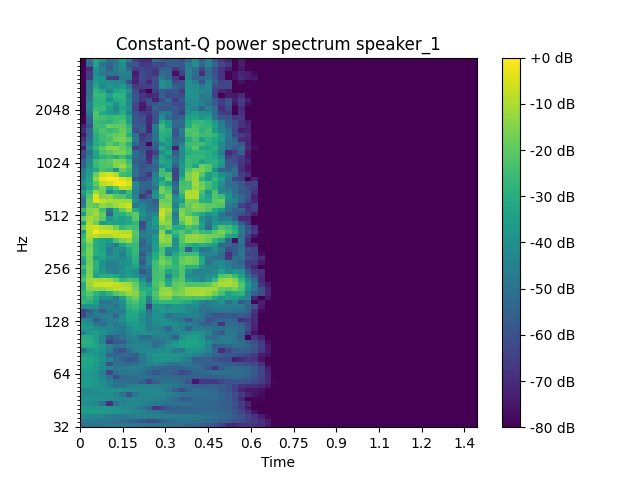 Constant-Q power spectrum speaker_1
Hz
2048
1024
512
256
128
64
32
0 0.15 0.3 0.45 0.6 0.75 0.9 1.1 1.2 1.4
Time
+0 dB
-10 dB
-20 dB
-30 dB
-40 dB
-50 dB
-60 dB
-70 dB
-80 dB